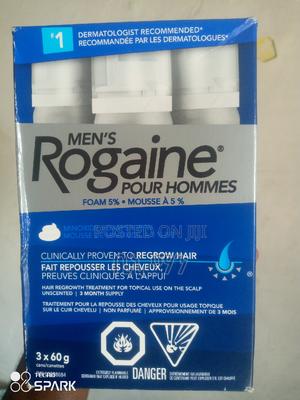 #1 DERMATOLOGIST RECOMMENDED*
RECOMMANDÉE PAR LES DERMATOLOGUES*
MEN'S
Rogaine®
POUR HOMMES
FOAM 5% • MOUSSE À 5 %
POSTED ON JIJI
CLINICALLY PROVEN TO REGROW HAIR
FAIT REPOUSSER LES CHEVEUX,
PREUVES CLINIQUES À L'APPUI
HAIR REGROWTH TREATMENT FOR TOPICAL USE ON THE SCALP
UNSCENTED | 3 MONTH SUPPLY
TRAITEMENT POUR LA REPOUSSE DES CHEVEUX POUR USAGE TOPIQUE
SUR LE CUIR CHEVELU | NON PARFUMÉ | APPROVISIONNEMENT DE 3 MOIS
3 x 60 g
cans/canettes
DANGER
SPARK